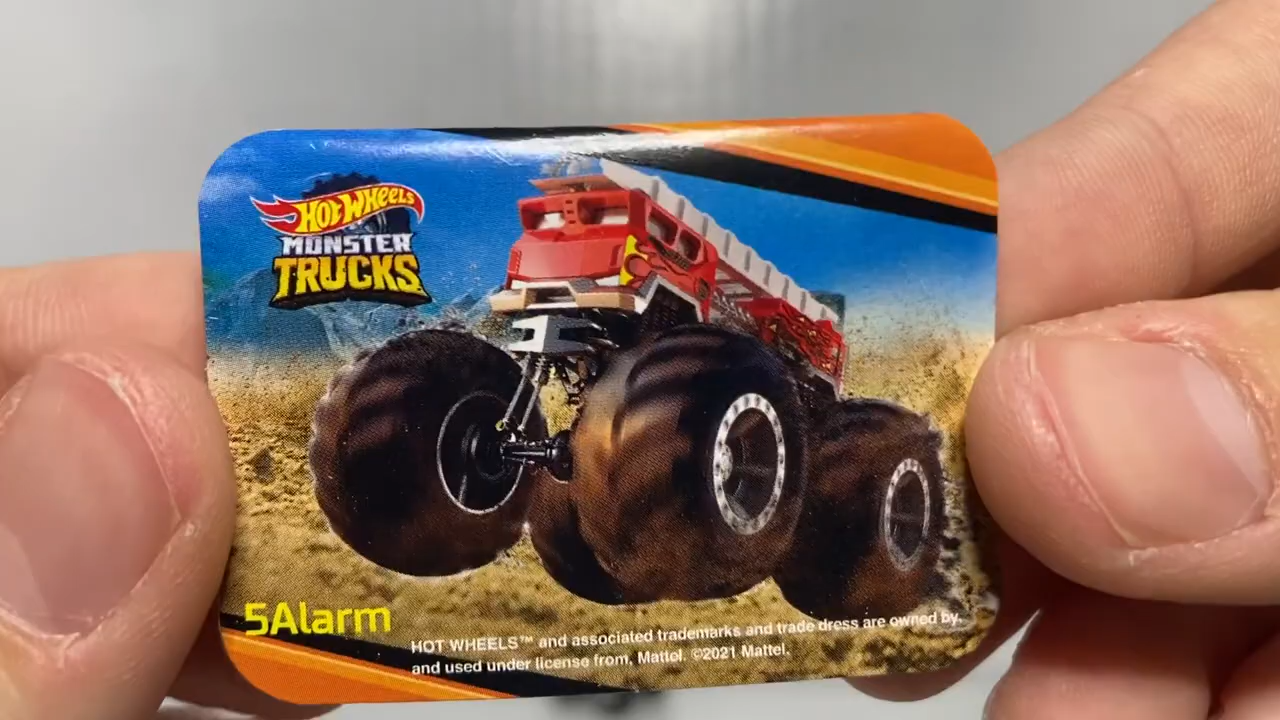 HOT WHEELS
MONSTER
TRUCKS
5Alarm
HOT WHEELS™ and associated trademarks and trade dress are owned by,
and used under license from, Mattel. ©2021 Mattel.